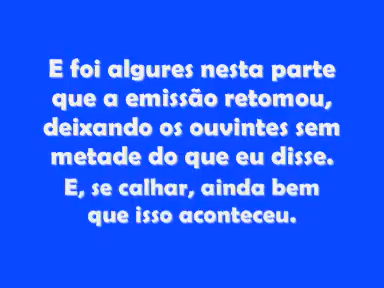 E foi algures nesta parte
que a emissão retomou,
deixando os ouvintes sem
metade do que eu disse.
E, se calhar, ainda bem
que isso aconteceu.